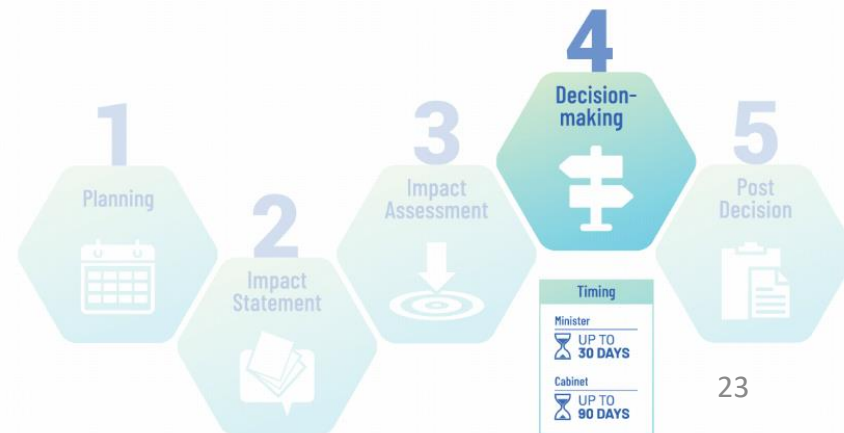 1
Planning
2
Impact
Statement
3
Impact
Assessment
4
Decision-
making
5
Post
Decision
Timing
Minister
UP TO
30 DAYS
Cabinet
UP TO
90 DAYS
23